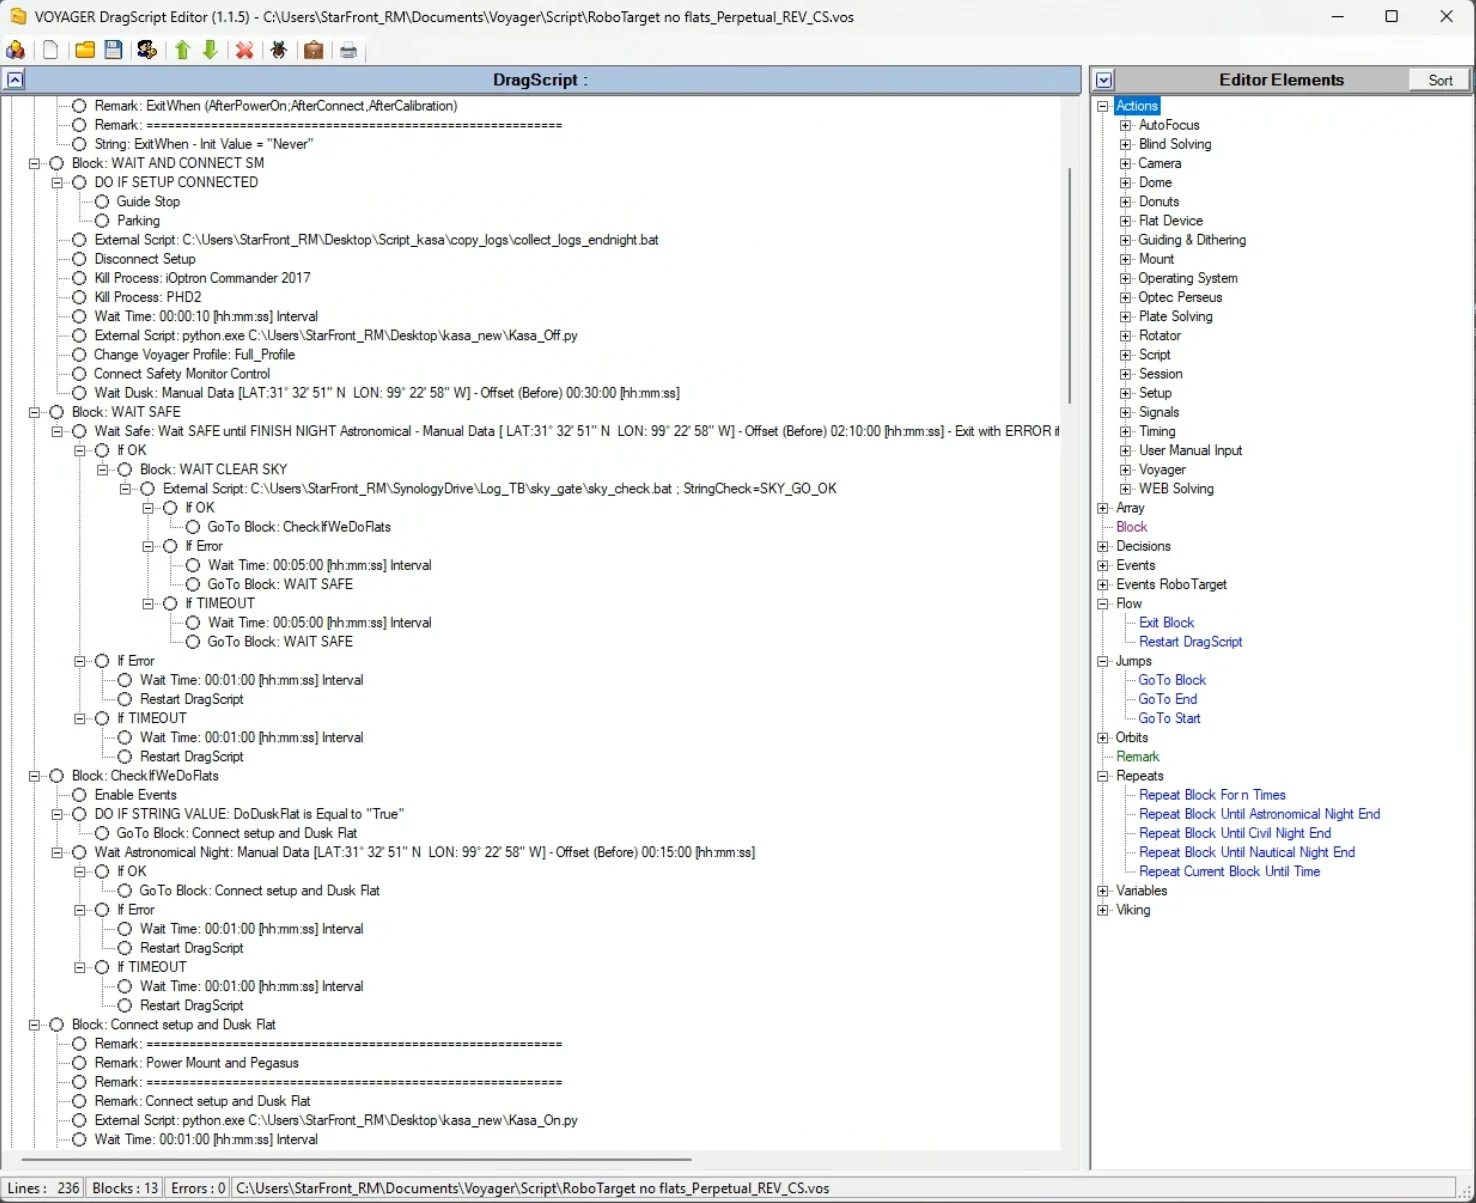 VOYAGER DragScript Editor (1.1.5) - C:\Users\StarFront_RM\Documents\Voyager\Script\RoboTarget no flats_Perpetual_REV_CS.vos
DragScript :
Remark: ExitWhen (AfterPowerOn;AfterConnect,AfterCalibration)
Remark: ==========================================================
String: ExitWhen - Init Value = "Never"
Block: WAIT AND CONNECT SM
DO IF SETUP CONNECTED
Guide Stop
Parking
External Script: C:\Users\StarFront_RM\Desktop\Script_kasa\copy_logs\collect_logs_endnight.bat
Disconnect Setup
Kill Process: iOptron Commander 2017
Kill Process: PHD2
Wait Time: 00:00:10 [hh:mm:ss] Interval
External Script: python.exe C:\Users\StarFront_RM\Desktop\kasa_new\Kasa_Off.py
Change Voyager Profile: Full_Profile
Connect Safety Monitor Control
Wait Dusk: Manual Data [LAT:31° 32' 51'' N  LON: 99° 22' 58'' W] - Offset (Before) 00:30:00 [hh:mm:ss]
Block: WAIT SAFE
Wait Safe: Wait SAFE until FINISH NIGHT Astronomical - Manual Data [ LAT:31° 32' 51'' N  LON: 99° 22' 58'' W] - Offset (Before) 02:10:00 [hh:mm:ss] - Exit with ERROR if
If OK
Block: WAIT CLEAR SKY
External Script: C:\Users\StarFront_RM\SynologyDrive\Log_TB\sky_gate\sky_check.bat ; StringCheck=SKY_GO_OK
If OK
GoTo Block: CheckIfWeDoFlats
If Error
Wait Time: 00:05:00 [hh:mm:ss] Interval
GoTo Block: WAIT SAFE
If TIMEOUT
Wait Time: 00:05:00 [hh:mm:ss] Interval
GoTo Block: WAIT SAFE
If Error
Wait Time: 00:01:00 [hh:mm:ss] Interval
Restart DragScript
If TIMEOUT
Wait Time: 00:01:00 [hh:mm:ss] Interval
Restart DragScript
Block: CheckIfWeDoFlats
Enable Events
DO IF STRING VALUE: DoDuskFlat is Equal to "True"
GoTo Block: Connect setup and Dusk Flat
Wait Astronomical Night: Manual Data [LAT:31° 32' 51'' N  LON: 99° 22' 58'' W] - Offset (Before) 00:15:00 [hh:mm:ss]
If OK
GoTo Block: Connect setup and Dusk Flat
If Error
Wait Time: 00:01:00 [hh:mm:ss] Interval
Restart DragScript
If TIMEOUT
Wait Time: 00:01:00 [hh:mm:ss] Interval
Restart DragScript
Block: Connect setup and Dusk Flat
Remark: ==========================================================
Remark: Power Mount and Pegasus
Remark: ==========================================================
Remark: Connect setup and Dusk Flat
External Script: python.exe C:\Users\StarFront_RM\Desktop\kasa_new\Kasa_On.py
Wait Time: 00:01:00 [hh:mm:ss] Interval
Editor Elements
Sort
Actions
AutoFocus
Blind Solving
Camera
Dome
Donuts
Flat Device
Guiding & Dithering
Mount
Operating System
Optec Perseus
Plate Solving
Rotator
Script
Session
Setup
Signals
Timing
User Manual Input
Voyager
WEB Solving
Array
Block
Decisions
Events
Events RoboTarget
Flow
Exit Block
Restart DragScript
Jumps
GoTo Block
GoTo End
GoTo Start
Orbits
Remark
Repeats
Repeat Block For n Times
Repeat Block Until Astronomical Night End
Repeat Block Until Civil Night End
Repeat Block Until Nautical Night End
Repeat Current Block Until Time
Variables
Viking
Lines : 236
Blocks : 13
Errors : 0
C:\Users\StarFront_RM\Documents\Voyager\Script\RoboTarget no flats_Perpetual_REV_CS.vos